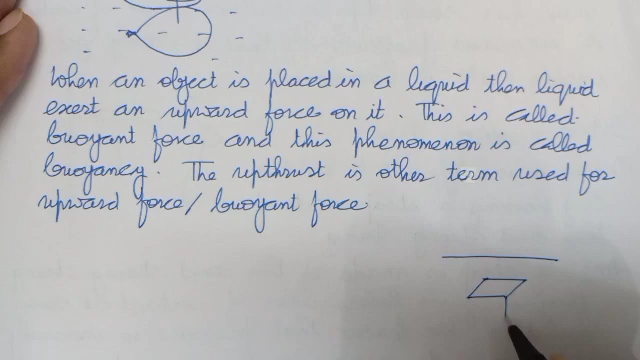 When an object is placed in a liquid then liquid
exert an upward force on it. This is called
buoyant force and this phenomenon is called
buoyancy. The upthrust is other term used for
upward force/ buoyant force